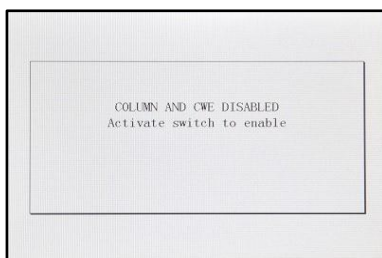 COLUMN AND CWE DISABLED
Activate switch to enable